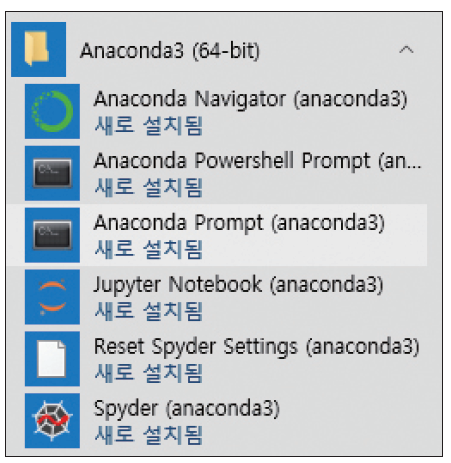 Anaconda3 (64-bit)
Anaconda Navigator (anaconda3)
새로 설치됨
Anaconda Powershell Prompt (an...
새로 설치됨
Anaconda Prompt (anaconda3)
새로 설치됨
Jupyter Notebook (anaconda3)
새로 설치됨
Reset Spyder Settings (anaconda3)
새로 설치됨
Spyder (anaconda3)
새로 설치됨